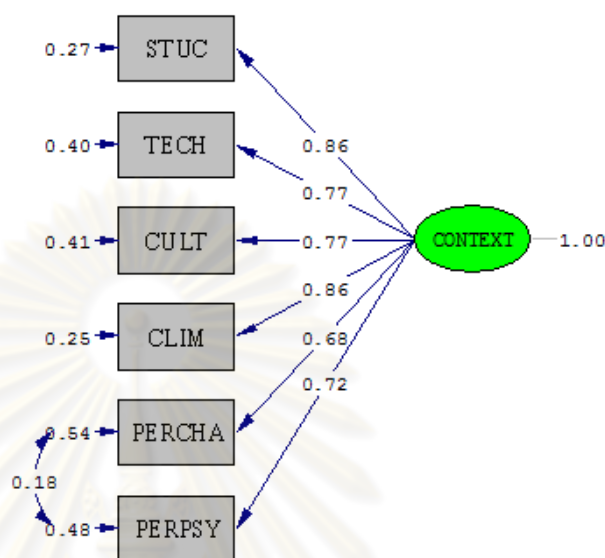 0.27 STUC
0.86
0.40 TECH
0.77
0.41 CULT 0.77 CONTEXT 1.00
0.86
0.25 CLIM
0.68
0.72
0.54 PERCHA
0.18
0.48 PERPSY